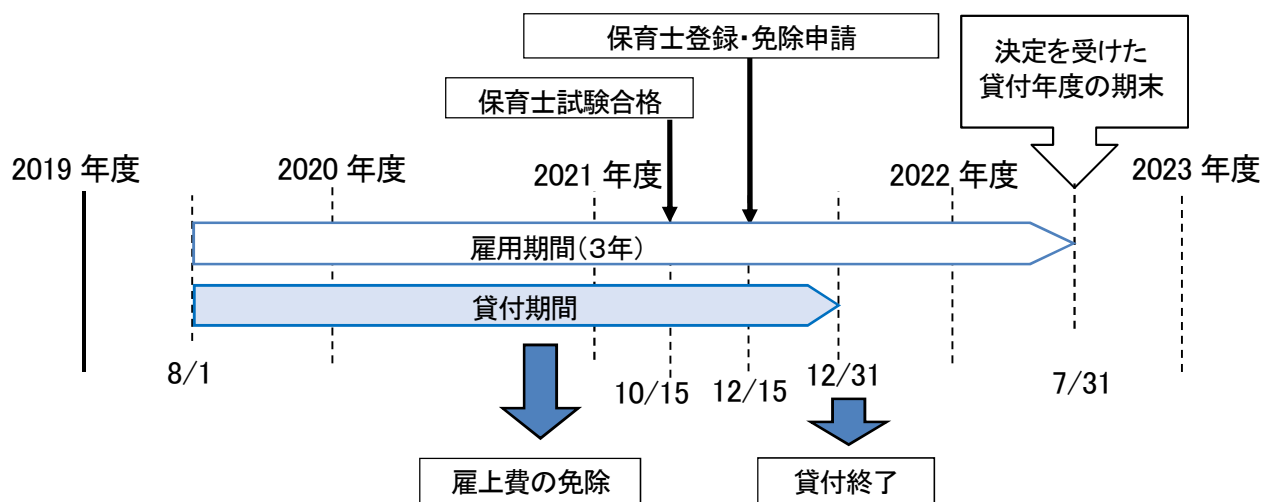 保育士登録・免除申請
決定を受けた
貸付年度の期末
保育士試験合格
2019 年度
2020 年度
2021 年度
2022 年度
2023 年度
雇用期間(3年)
貸付期間
8/1
10/15
12/15
12/31
7/31
雇上費の免除
貸付終了